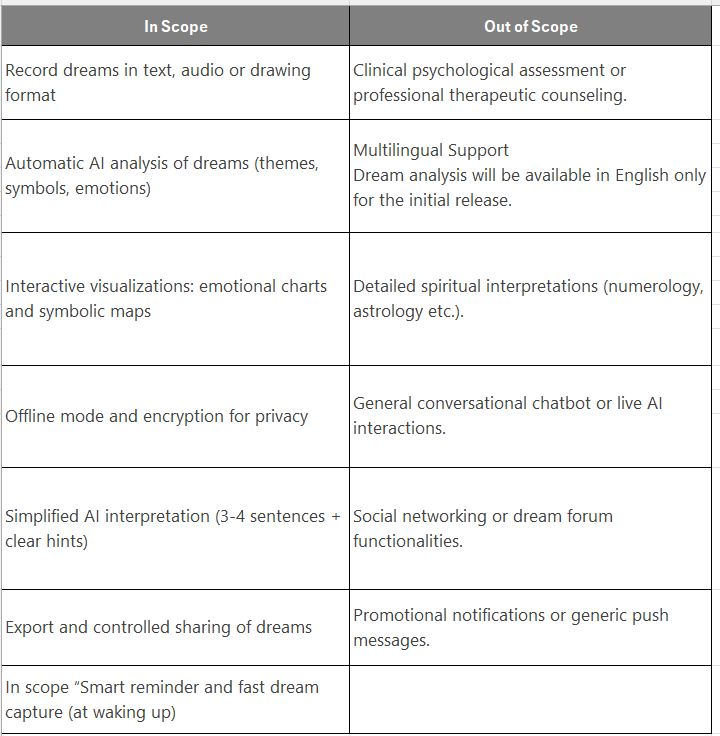 In Scope
Out of Scope
Record dreams in text, audio or drawing
format
Clinical psychological assessment or
professional therapeutic counseling.
Automatic AI analysis of dreams (themes,
symbols, emotions)
Multilingual Support
Dream analysis will be available in English only
for the initial release.
Interactive visualizations: emotional charts
and symbolic maps
Detailed spiritual interpretations (numerology,
astrology etc.).
Offline mode and encryption for privacy
General conversational chatbot or live AI
interactions.
Simplified AI interpretation (3-4 sentences +
clear hints)
Social networking or dream forum
functionalities.
Export and controlled sharing of dreams
Promotional notifications or generic push
messages.
In scope “Smart reminder and fast dream
capture (at waking up)